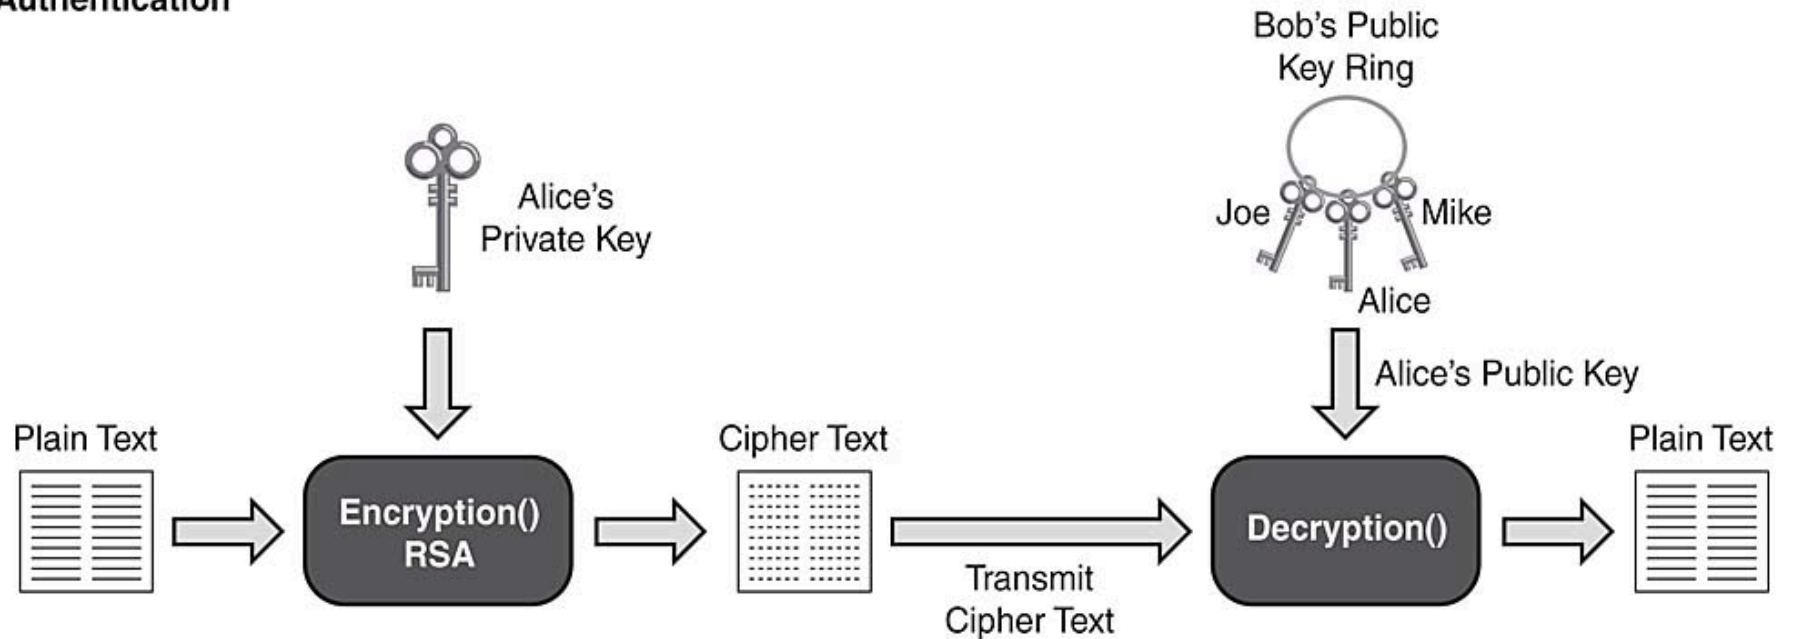 Authentication
Bob's Public
Key Ring
Alice's
Private Key
Joe
Mike
Alice
Alice's Public Key
Plain Text
Cipher Text
Plain Text
Encryption()
RSA
Decryption()
Transmit
Cipher Text